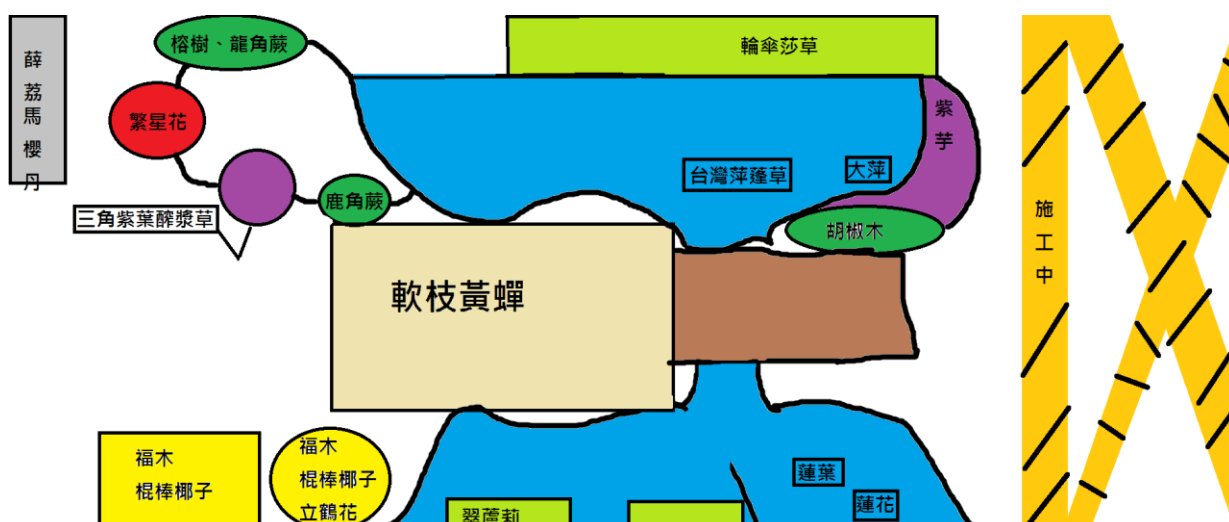 薜荔馬櫻丹
榕樹、龍角蕨
輪傘莎草
繁星花
紫芋
台灣萍蓬草
大萍
鹿角蕨
三角紫葉酢漿草
胡椒木
施工中
軟枝黃蟬
福木
棍棒椰子
福木
棍棒椰子
立鶴花
蓮葉
蓮花
翠蘆莉